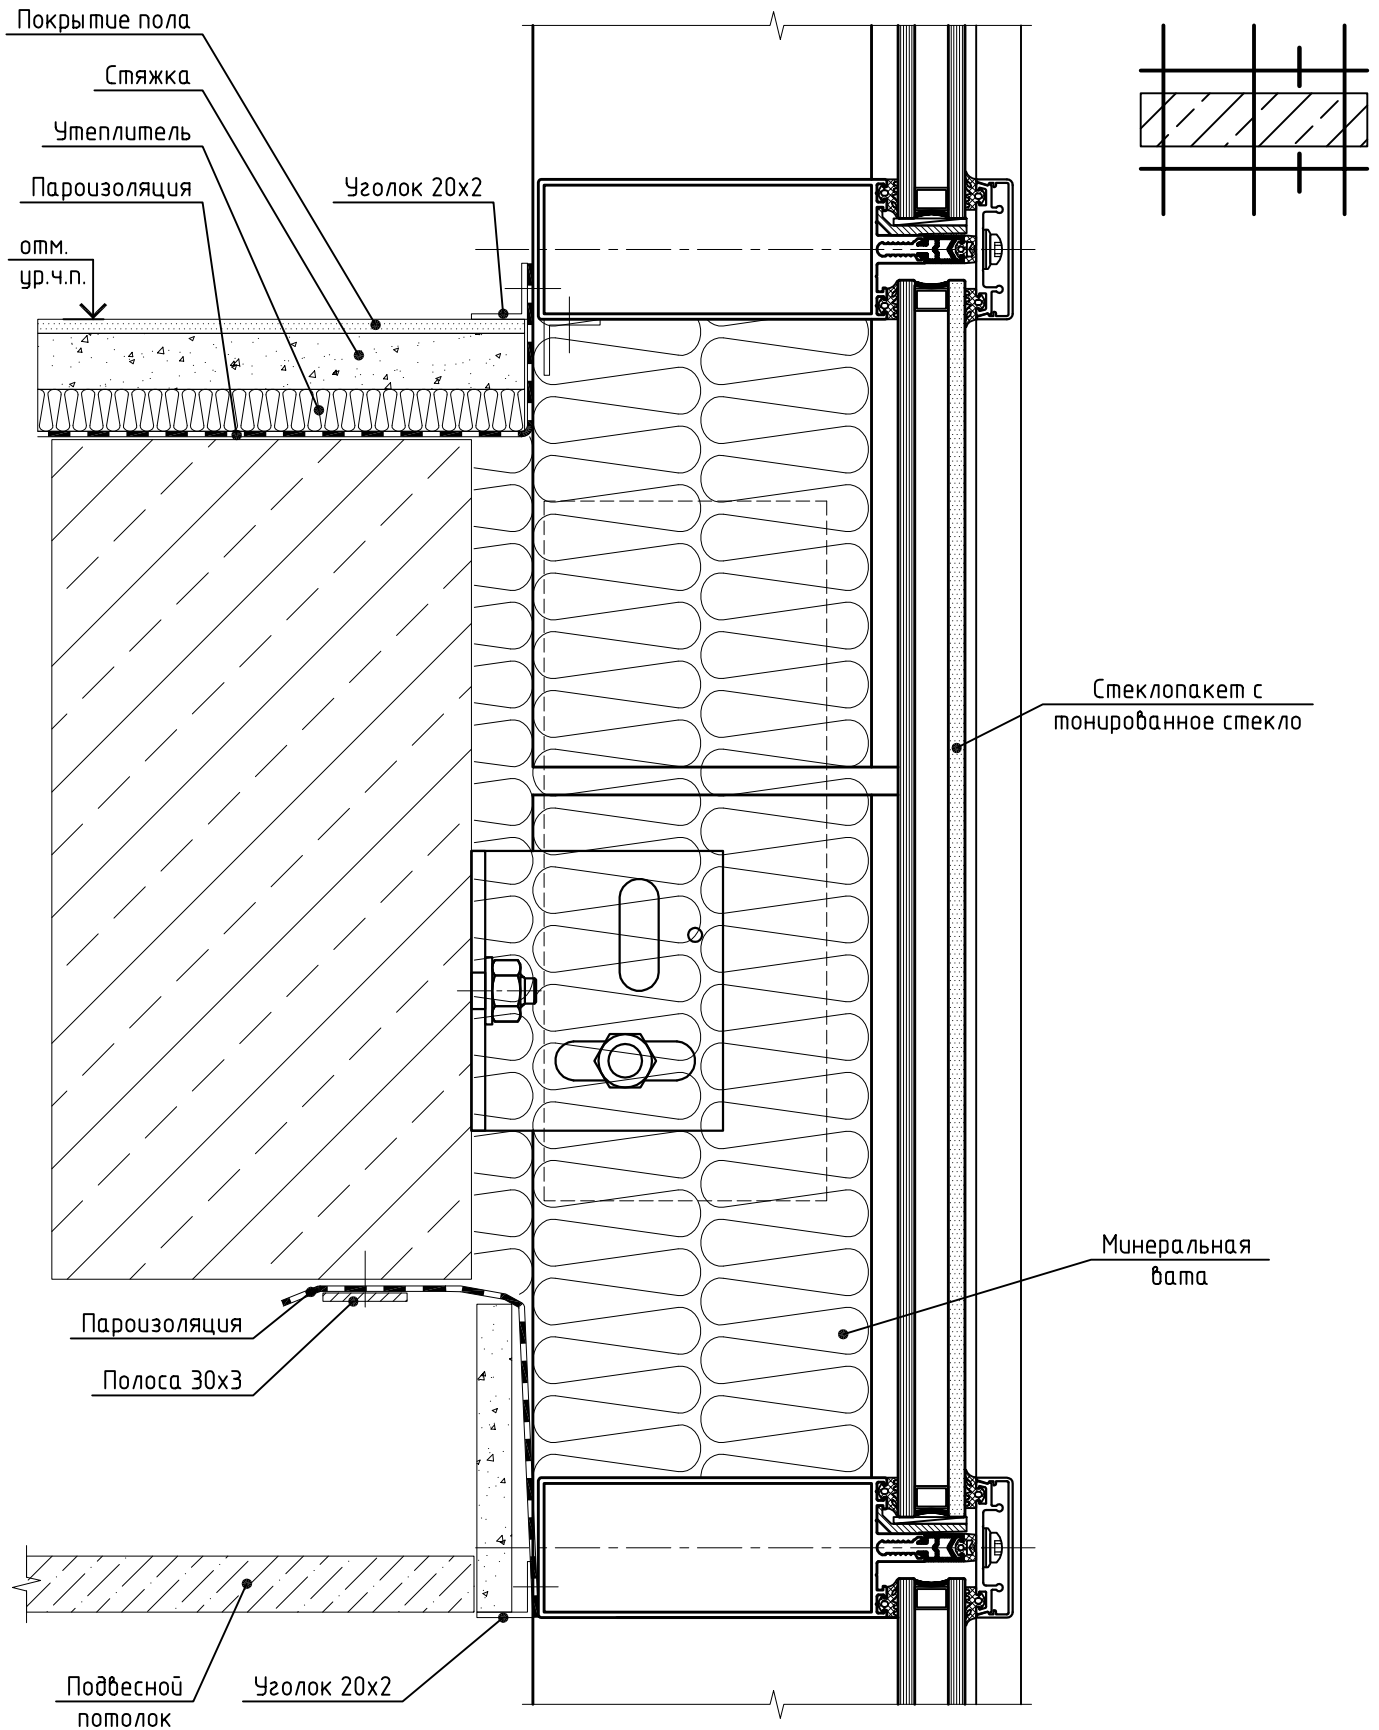 Покрытие пола
Стяжка
Утеплитель
Пароизоляция
Уголок 20х2
отм.
ур.ч.п.
Стеклопакет с
тонированное стекло
Минеральная
вата
Пароизоляция
Полоса 30х3
Подвесной
потолок
Уголок 20х2